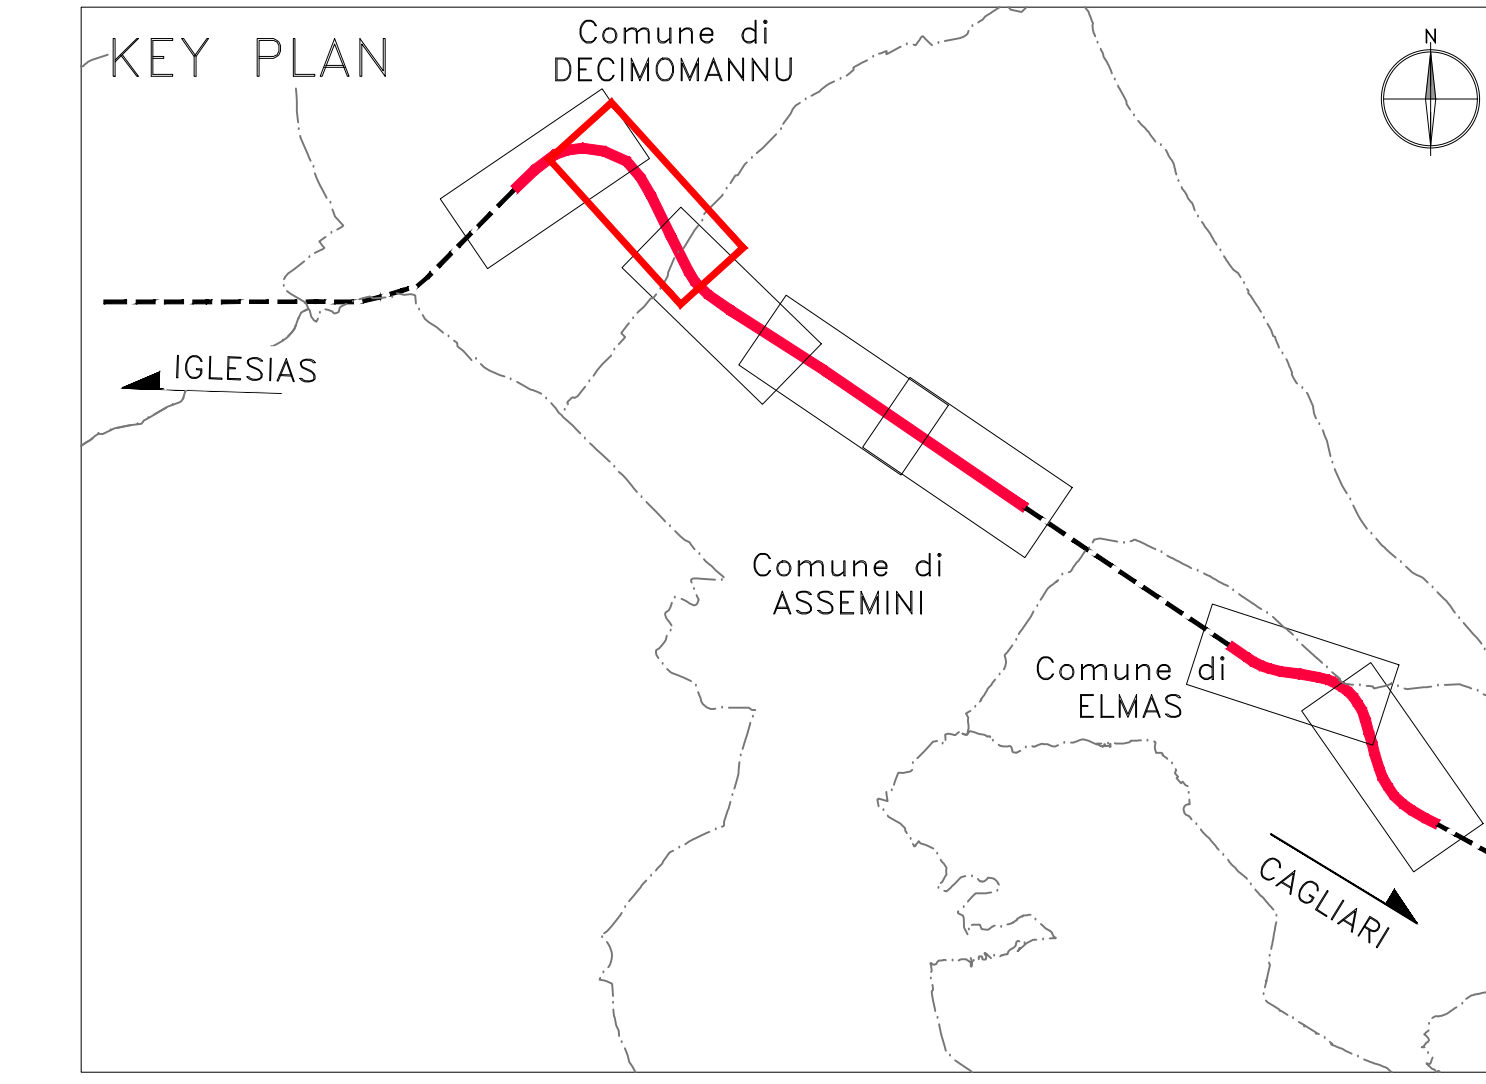 KEY PLAN
Comune di
DECIMOMANNU
N
IGLESIAS
Comune di
ASSEMINI
Comune di
ELMAS
CAGLIARI